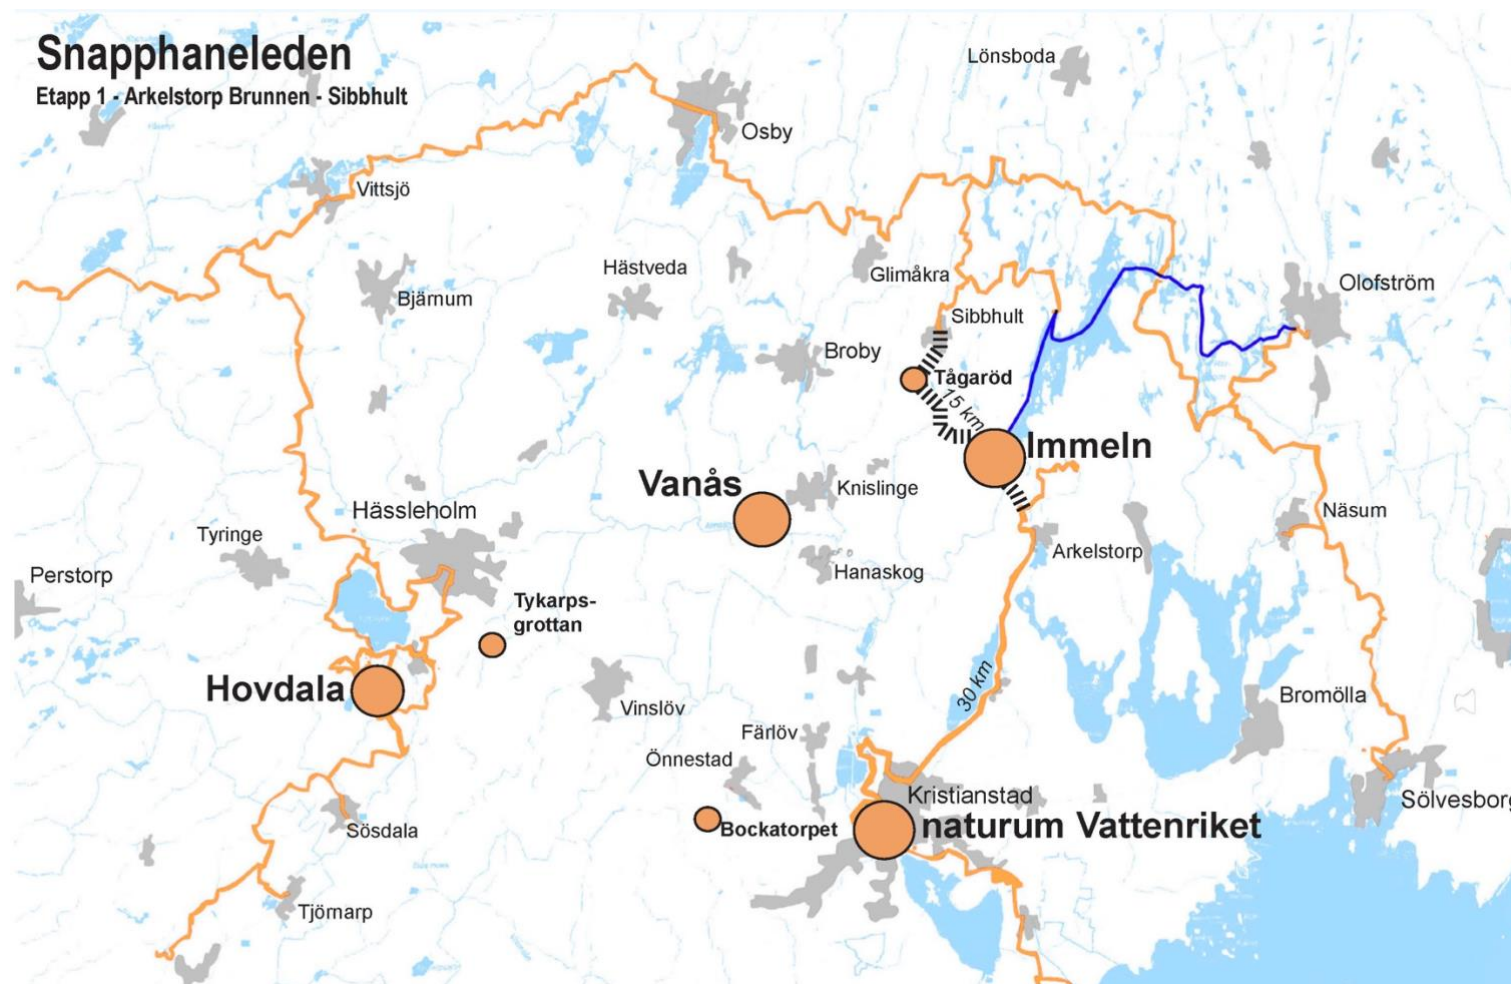 Snapphaneleden
Etapp 1 - Arkelstorp Brunnen - Sibbhult
Lönsboda
Osby
Vittsjö
Hästveda
Glimåkra
Olofström
Bjärnum
Sibbhult
Broby
Tågaröd
15 km
Immeln
Vanås
Knislinge
Hässleholm
Näsum
Tyringe
Arkelstorp
Hanaskog
Perstorp
Tykarps-
grottan
Hovdala
30 km
Bromölla
Vinslöv
Färlöv
Önnestad
Kristianstad
Sölvesborg
naturum Vattenriket
Bockatorpet
Sösdala
Tjörnarp